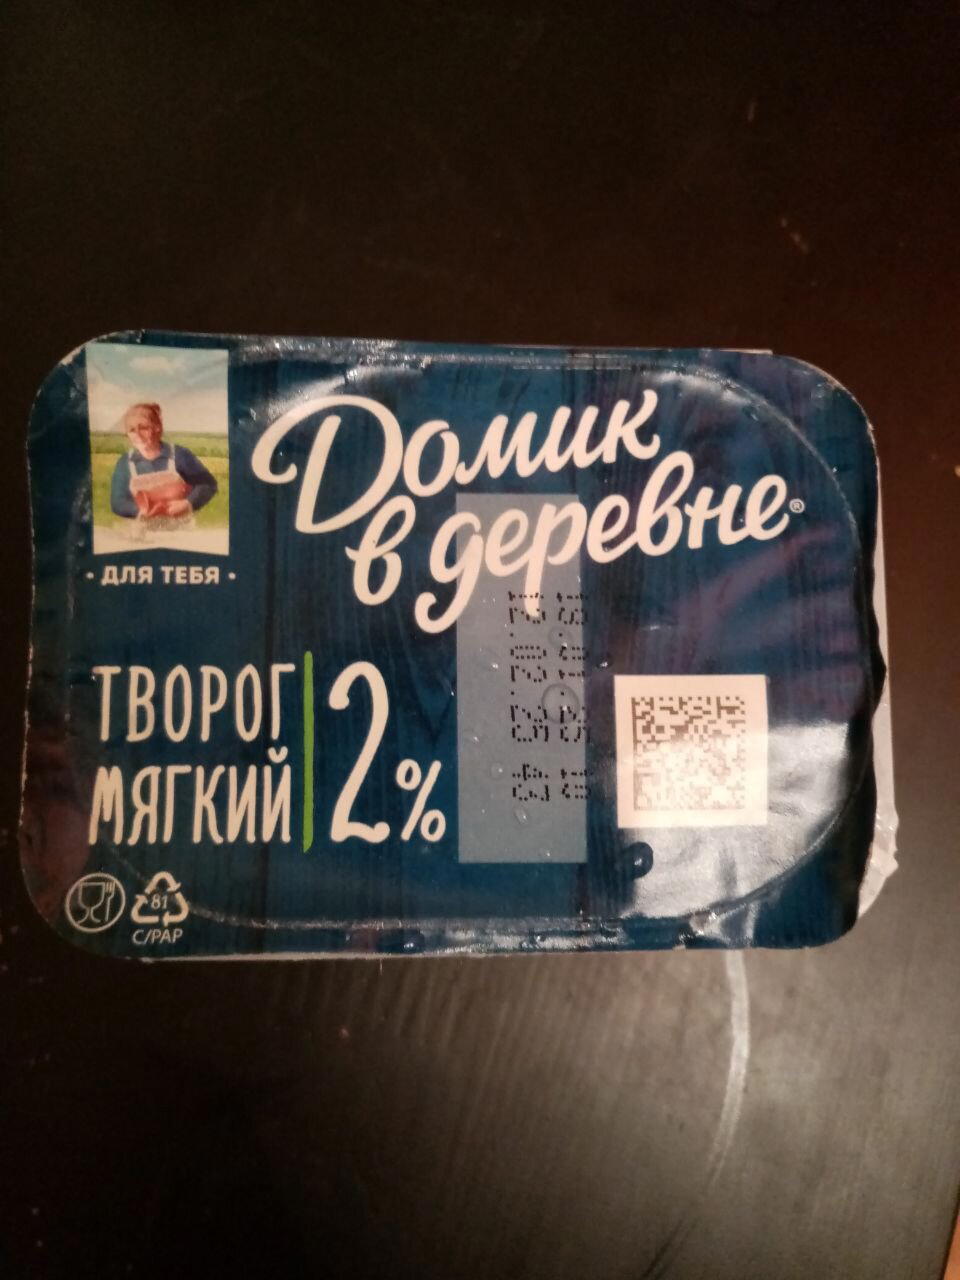 Домик
в деревне®
• ДЛЯ ТЕБЯ •
ТВОРОГ
МЯГКИЙ
2%
81
C/PAP